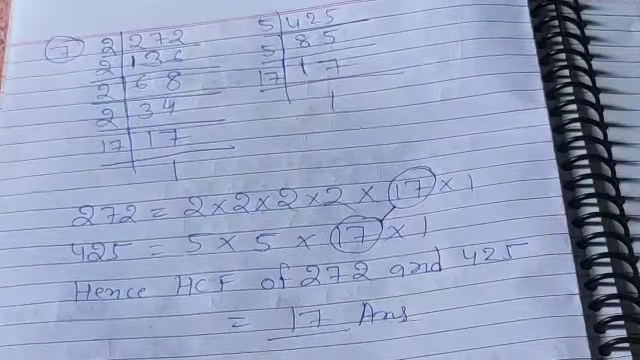 7 2 | 272 5 | 425
2 | 136 5 | 85
2 | 68 17 | 17
2 | 34 1
17 | 17
1
272 = 2×2×2×2 × 17 × 1
425 = 5 × 5 × 17 × 1
Hence HCF of 272 and 425
= 17 Ans